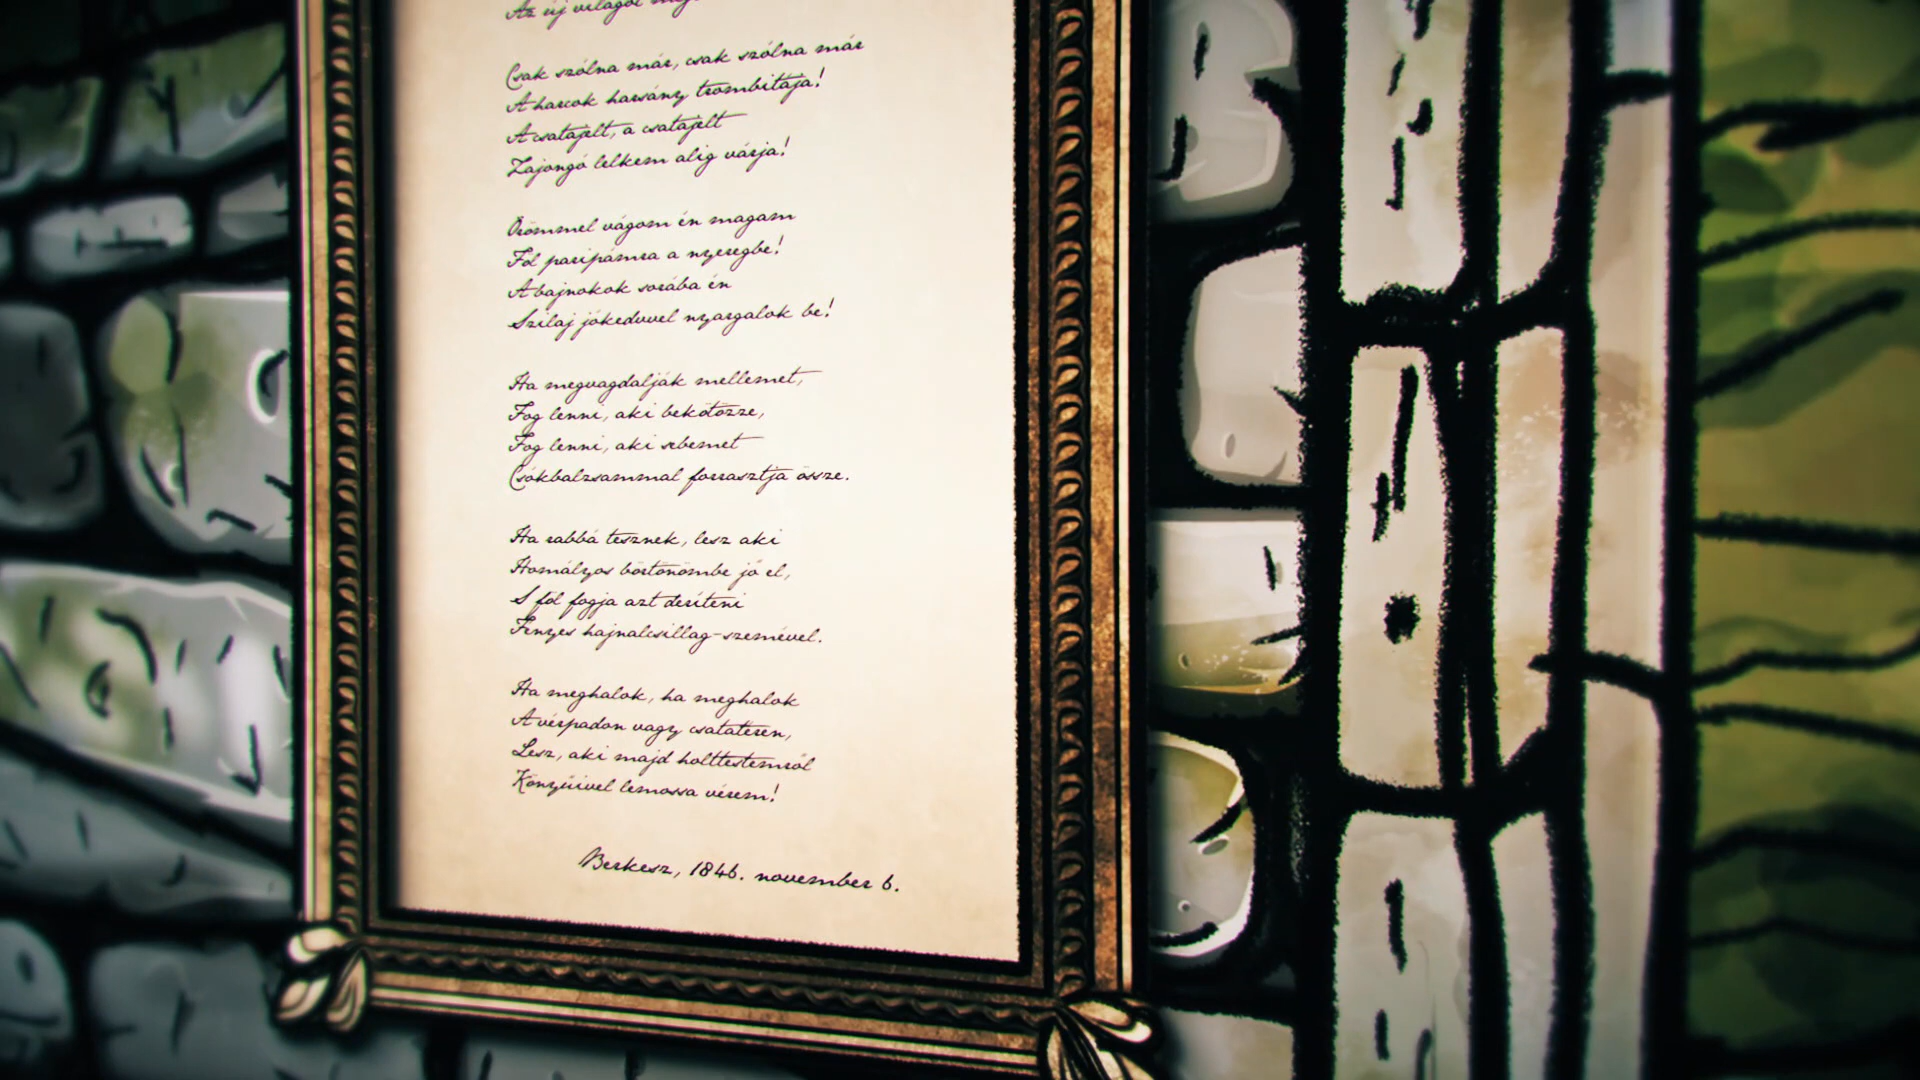 Az új világot
Csak szólna már, csak szólna már
A harcok harsány trombitája!
A csatajelt, a csatajelt
Zajongó lelkem alig várja!
Örömmel vágom én magam
Föl paripámra a nyeregbe!
A bajnokok sorába én
Szilaj jókedvvel nyargalok be!
Ha megvagdalják mellemet,
Fog lenni, aki bekötözze,
Fog lenni, aki sebemet
Csókbalzsammal forrasztja össze.
Ha rabbá tesznek, lesz aki
Homályos börtönömbe jő el,
S föl fogja azt deríteni
Fényes hajnalcsillag-szemével.
Ha meghalok, ha meghalok
A vérpadon vagy csatatéren,
Lesz, aki majd holttestemről
Könyűivel lemossa vérem!
Berkesz, 1846. november 6.